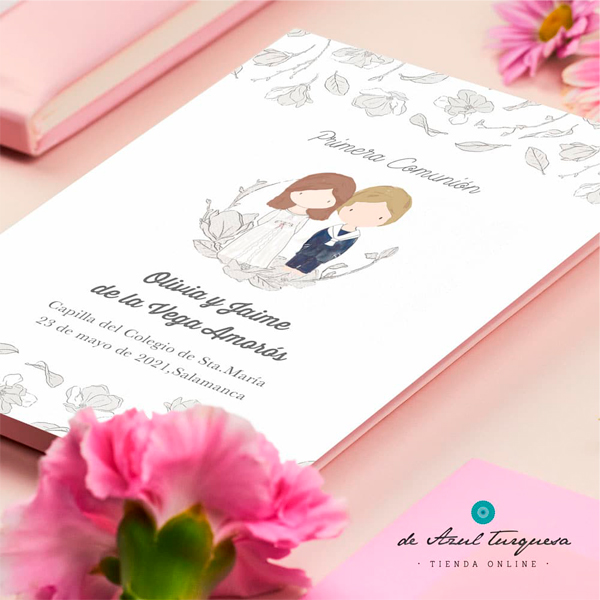 Primera Comunión
Olivia y Jaime
de la Vega Amorós
Capilla del Colegio de Sta.María
23 de mayo de 2021,Salamanca
de Azul Turquesa
· TIENDA ONLINE ·